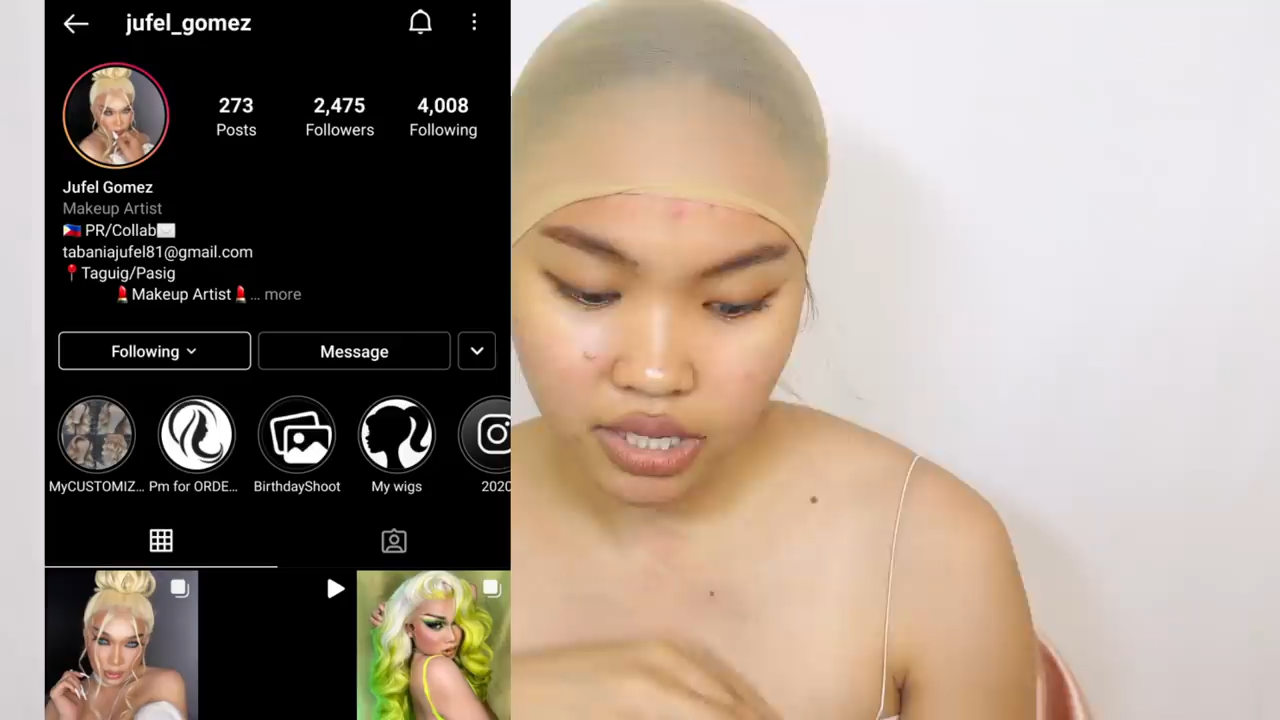 jufel_gomez
273 2,475 4,008
Posts Followers Following
Jufel Gomez
Makeup Artist
🇵🇭 PR/Collab✉️
tabaniajufel81@gmail.com
📍Taguig/Pasig
💄Makeup Artist💄... more
Following Message
MyCUSTOMIZ... Pm for ORDE... BirthdayShoot My wigs 2020